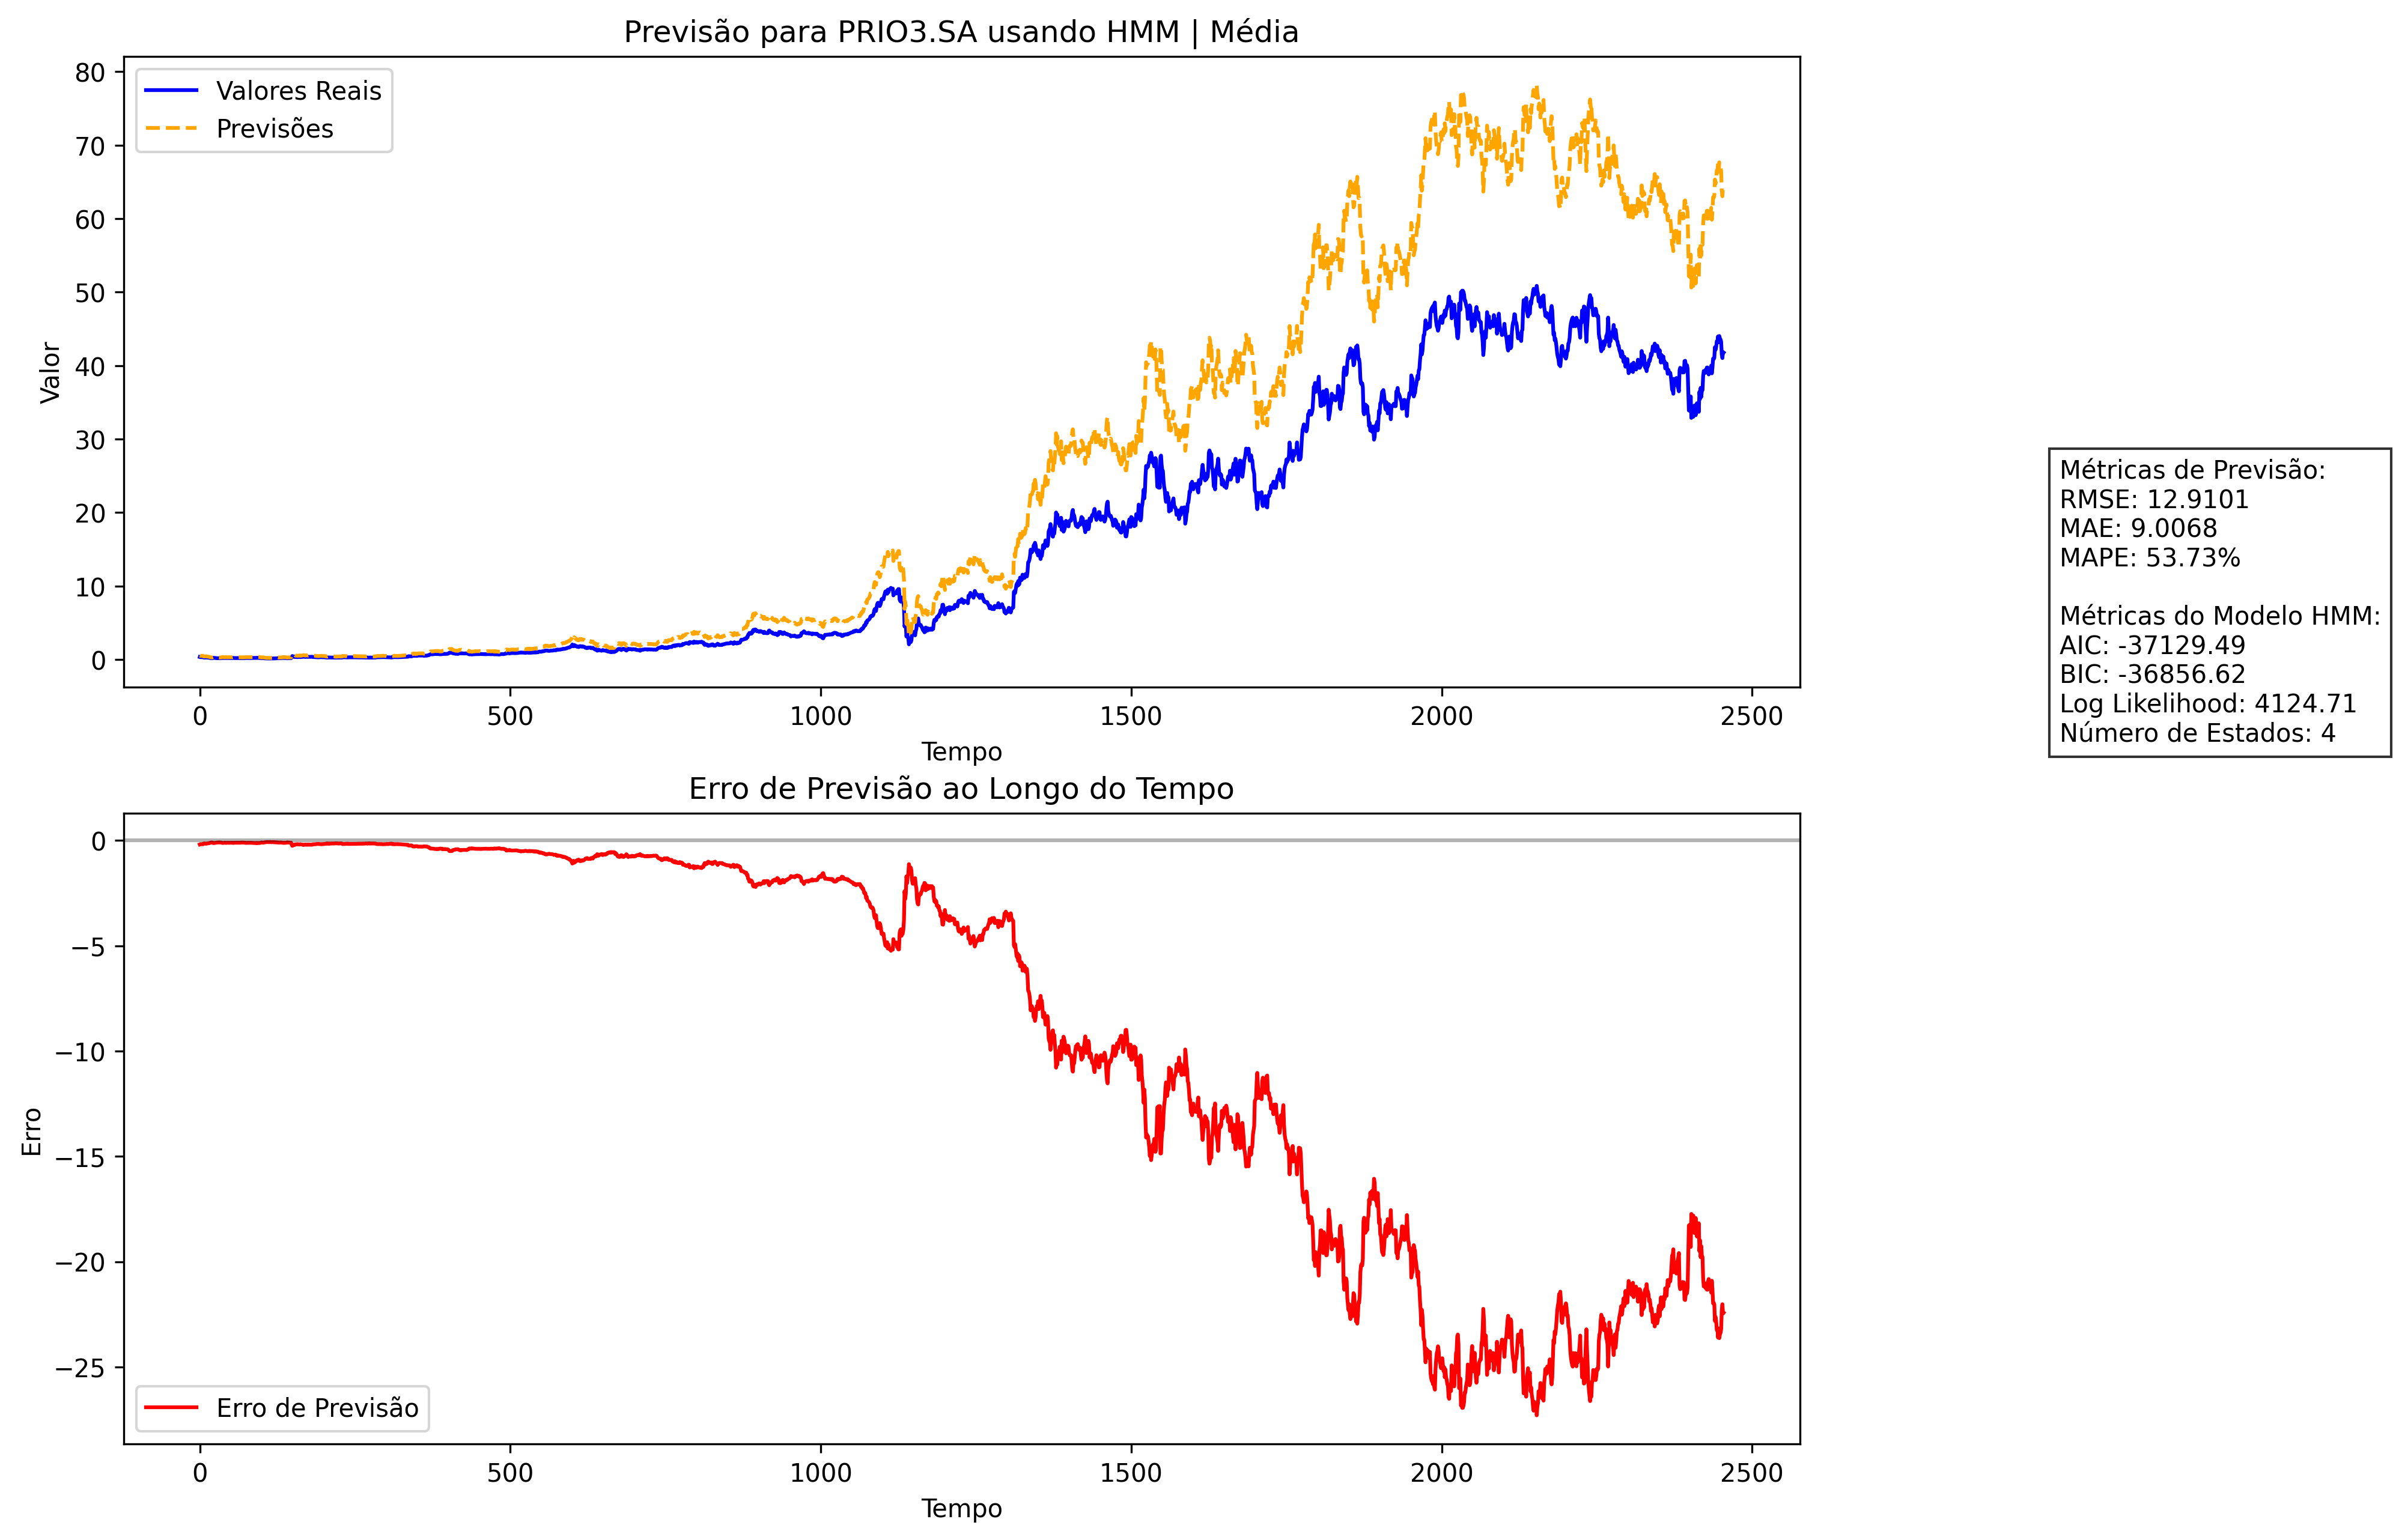 Previsão para PRIO3.SA usando HMM | Média
Valores Reais
Previsões
Valor
80
70
60
50
40
30
20
10
0
0 500 1000 1500 2000 2500
Tempo
Métricas de Previsão:
RMSE: 12.9101
MAE: 9.0068
MAPE: 53.73%
Métricas do Modelo HMM:
AIC: -37129.49
BIC: -36856.62
Log Likelihood: 4124.71
Número de Estados: 4
Erro de Previsão ao Longo do Tempo
Erro
0
−5
−10
−15
−20
−25
Erro de Previsão
0 500 1000 1500 2000 2500
Tempo